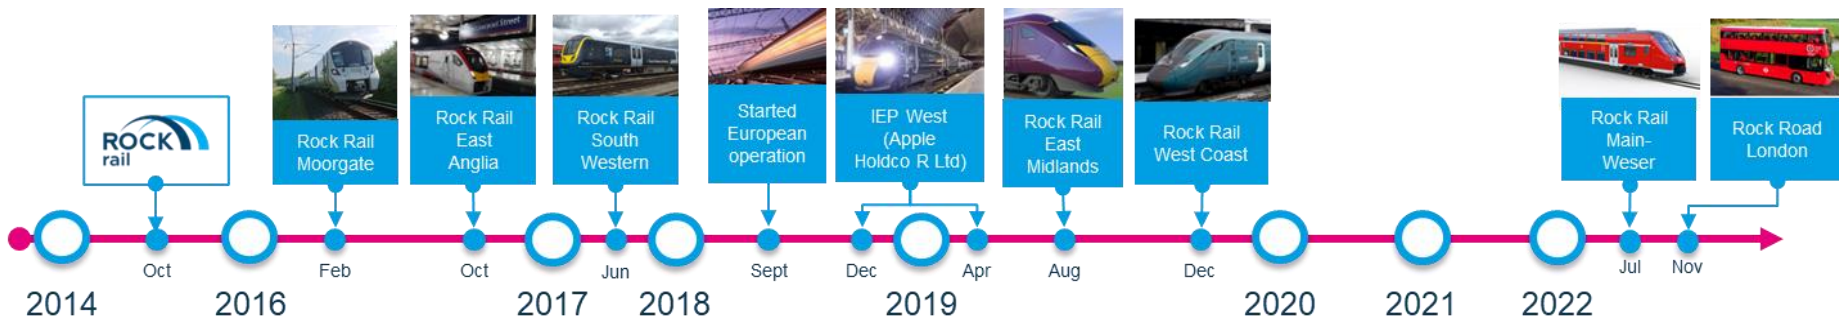 ROCK
rail
Rock Rail
Moorgate
Rock Rail
East
Anglia
Rock Rail
South
Western
Started
European
operation
IEP West
(Apple
Holdco R Ltd)
Rock Rail
East
Midlands
Rock Rail
West Coast
Rock Rail
Main-
Weser
Rock Road
London
Oct
Feb
Oct
Jun
Sept
Dec
Apr
Aug
Dec
Jul
Nov
2014
2016
2017
2018
2019
2020
2021
2022